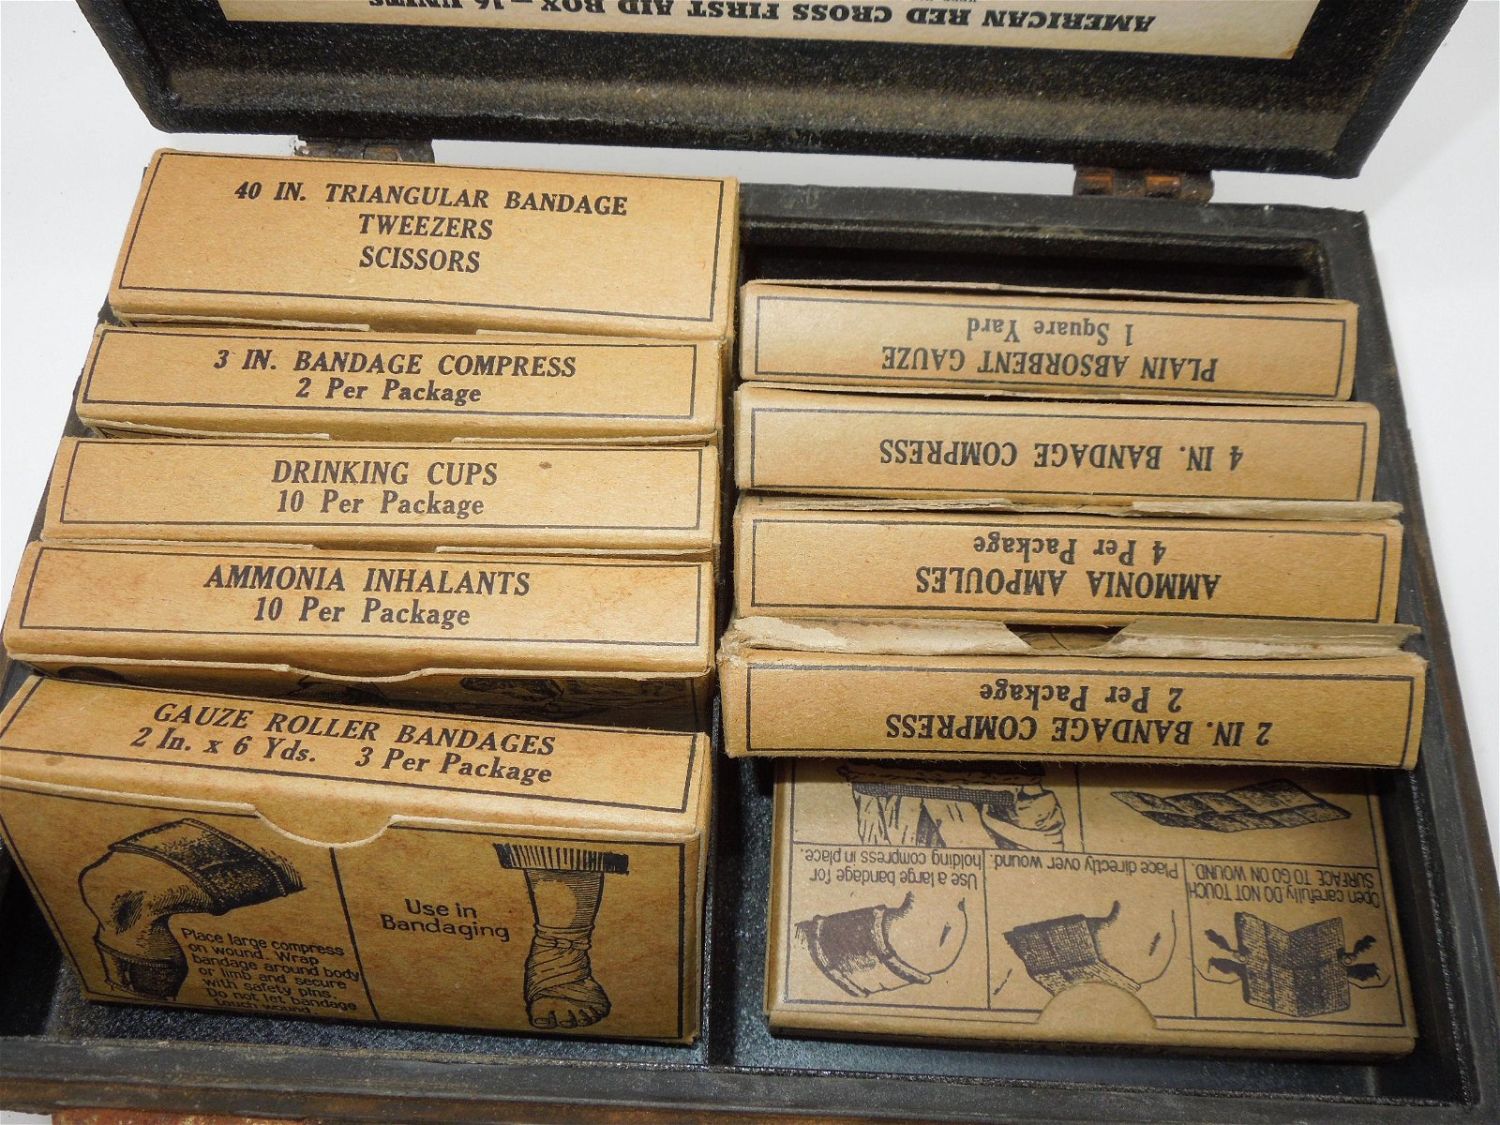 AMERICAN RED CROSS FIRST AID BOX - 16 UNITS
40 IN. TRIANGULAR BANDAGE
TWEEZERS
SCISSORS
3 IN. BANDAGE COMPRESS
2 Per Package
DRINKING CUPS
10 Per Package
AMMONIA INHALANTS
10 Per Package
GAUZE ROLLER BANDAGES
2 In. x 6 Yds. 3 Per Package
Place large compress
on wound. Wrap
bandage around body
or limb and secure
with safety pins.
Do not let bandage
touch wound.
Use in
Bandaging
PLAIN ABSORBENT GAUZE
1 Square Yard
4 IN. BANDAGE COMPRESS
AMMONIA AMPOULES
4 Per Package
2 IN. BANDAGE COMPRESS
2 Per Package
Open carefully DO NOT TOUCH
SURFACE TO GO ON WOUND.
Place directly over wound.
Use a large bandage for
holding compress in place.